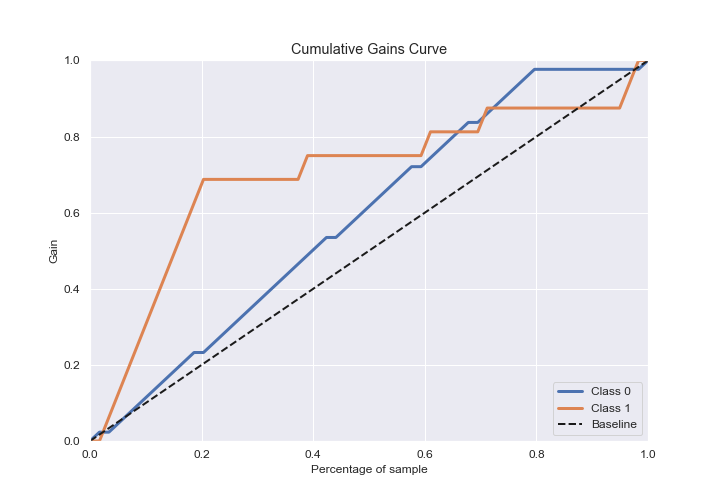 Cumulative Gains Curve
1.0
0.8
0.6
0.4
0.2
0.0
Gain
0.0 0.2 0.4 0.6 0.8 1.0
Percentage of sample
Class 0
Class 1
Baseline